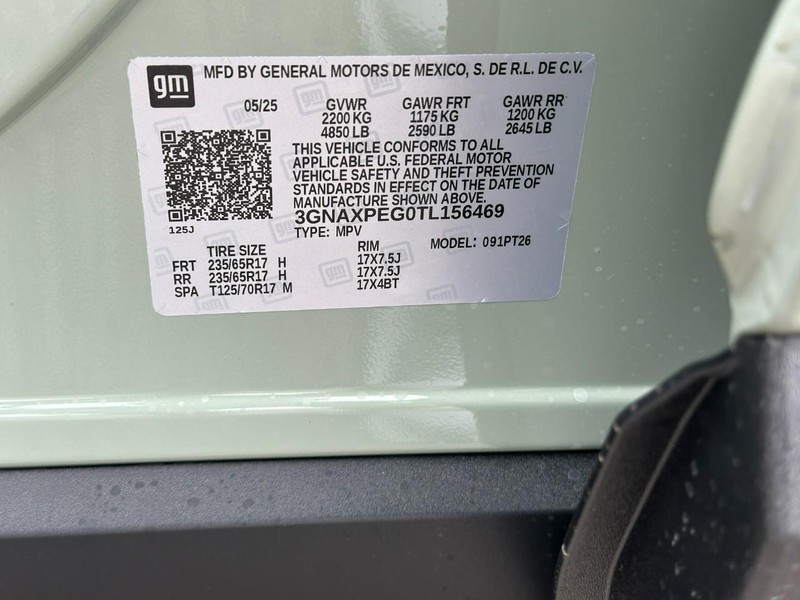 gm MFD BY GENERAL MOTORS DE MEXICO, S. DE R.L. DE C.V.
05/25 GVWR GAWR FRT GAWR RR
2200 KG 1175 KG 1200 KG
4850 LB 2590 LB 2645 LB
THIS VEHICLE CONFORMS TO ALL
APPLICABLE U.S. FEDERAL MOTOR
VEHICLE SAFETY AND THEFT PREVENTION
STANDARDS IN EFFECT ON THE DATE OF
MANUFACTURE SHOWN ABOVE.
3GNAXPEG0TL156469
125J
TYPE: MPV
TIRE SIZE RIM MODEL: 091PT26
FRT 235/65R17 H 17X7.5J
RR 235/65R17 H 17X7.5J
SPA T125/70R17 M 17X4BT